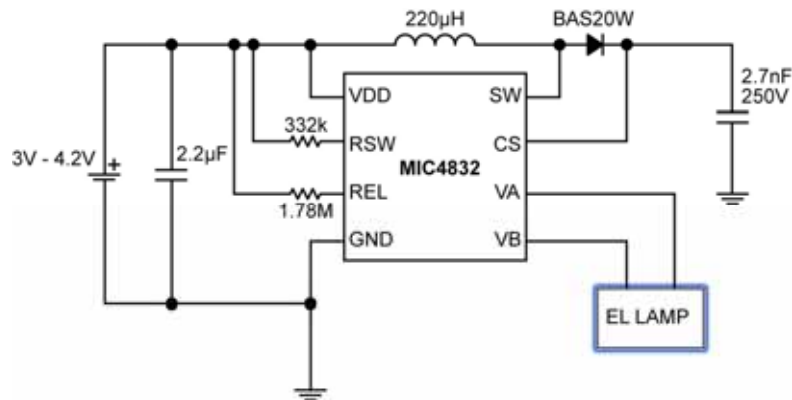 220µH
BAS20W
2.7nF
250V
VDD
SW
332k
RSW
CS
3V - 4.2V
+
2.2µF
MIC4832
REL
VA
1.78M
GND
VB
EL LAMP